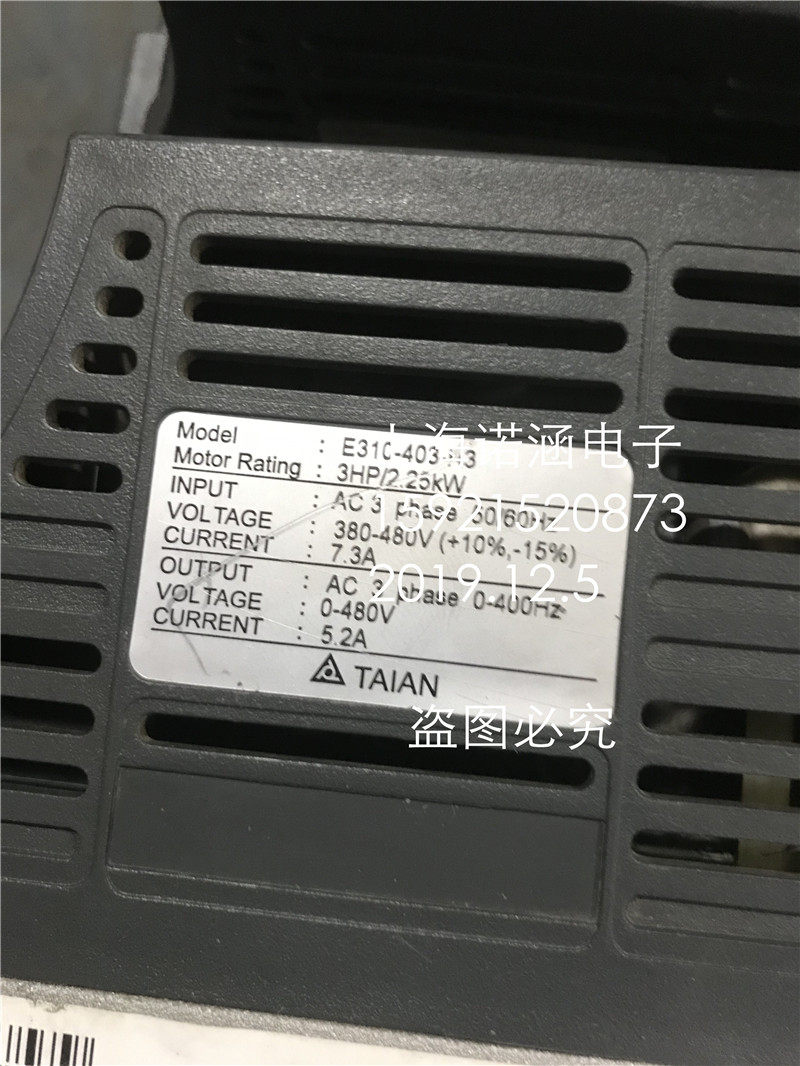 Model : E310-403-H3
Motor Rating : 3HP/2.25kW
INPUT : AC 3 phase 50/60Hz
VOLTAGE : 380-480V (+10%,-15%)
CURRENT : 7.3A
OUTPUT : AC 3 phase 0-400Hz
VOLTAGE : 0-480V
CURRENT : 5.2A
TAIAN
上海诺涵电子
13921520873
2019.12.5
盗图必究